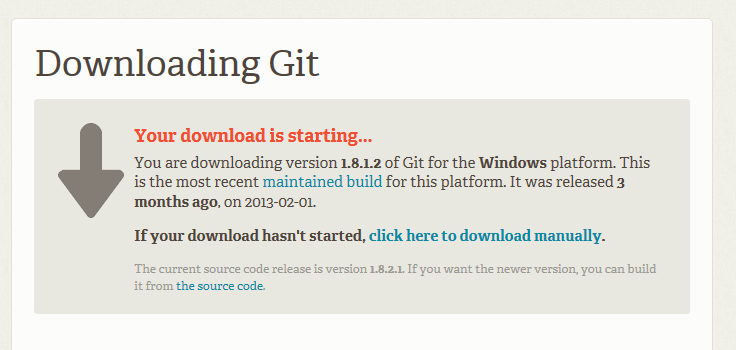 Downloading Git
Your download is starting...
You are downloading version 1.8.1.2 of Git for the Windows platform. This
is the most recent maintained build for this platform. It was released 3
months ago, on 2013-02-01.
If your download hasn't started, click here to download manually.
The current source code release is version 1.8.2.1. If you want the newer version, you can build
it from the source code.